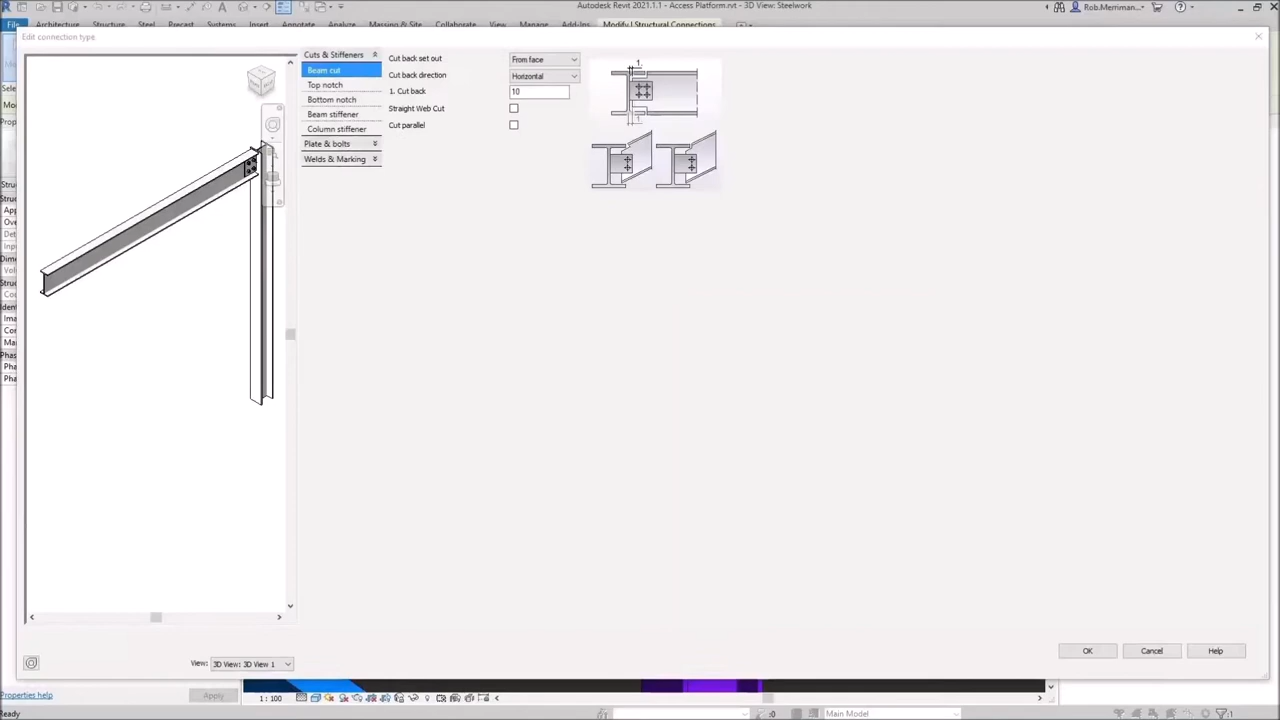 Autodesk Revit 2021.1.1 - Access Platform.rvt - 3D View: Steelwork
Rob.Merriman...
File
Architecture
Structure
Steel
Precast
Systems
Insert
Annotate
Massing & Site
Collaborate
View
Manage
Add-Ins
Modify | Structural Connections
Edit connection type
Cuts & Stiffeners
Beam cut
Top notch
Bottom notch
Beam stiffener
Column stiffener
Plate & bolts
Welds & Marking
Cut back set out
From face
Cut back direction
Horizontal
1. Cut back
10
Straight Web Cut
Cut parallel
1.
View:
3D View: 3D View 1
OK
Cancel
Help
Properties help
Apply
1 : 100
Ready
:0
Main Model
:1